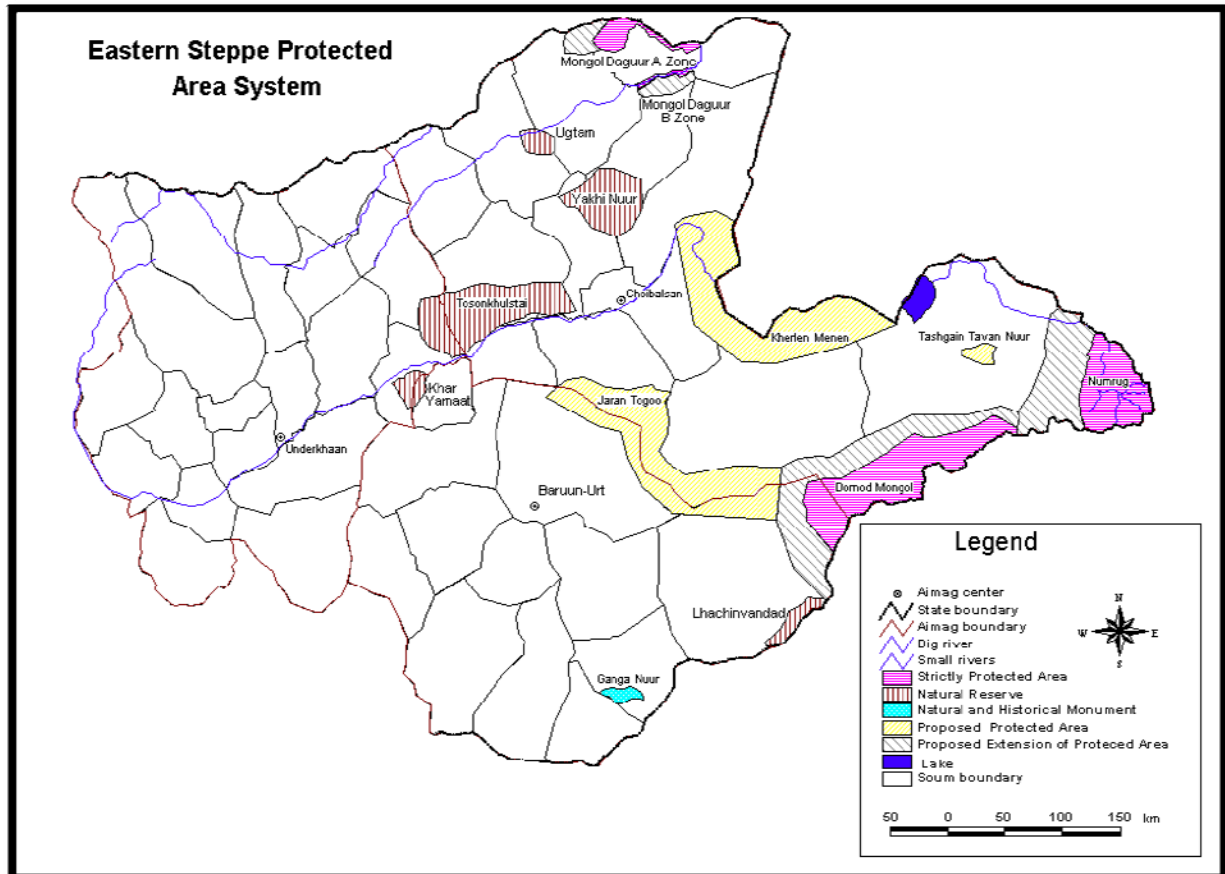 Eastern Steppe Protected
Area System
Mongol Daguur A Zone
Mongol Daguur
B Zone
Ugtam
Yakhi Nuur
Tosonkhulstai
Choibalsan
Kherlen Menen
Tashgain Tavan Nuur
Numrug
Khar
Yamaat
Jaran Togoo
Underkhaan
Baruun-Urt
Dornod Mongol
Lhachinvandad
Ganga Nuur
Legend
Aimag center
State boundary
Aimag boundary
Dig river
Small rivers
Strictly Protected Area
Natural Reserve
Natural and Historical Monument
Proposed Protected Area
Proposed Extension of Proteced Area
Lake
Soum boundary
N
W E
S
50 0 50 100 150 km